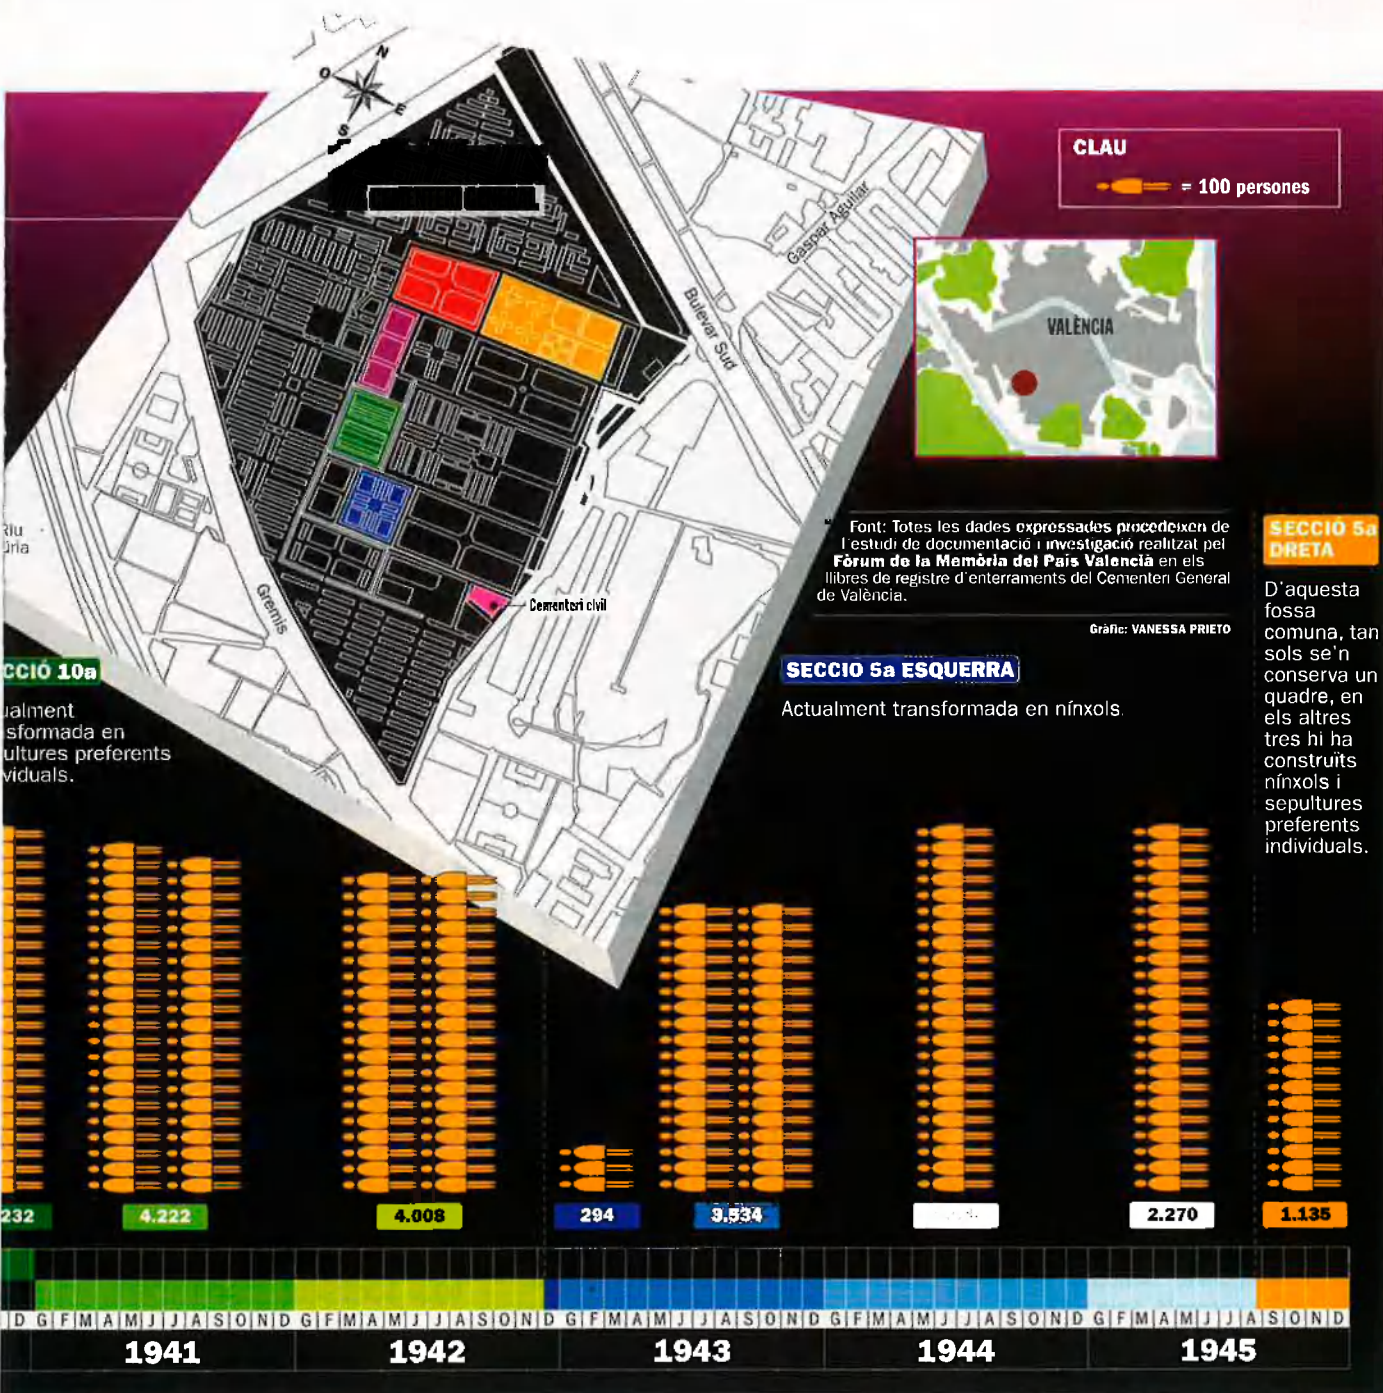 N
O
E
S
CLAU
= 100 persones
Gaspar Aguilar
Bulevar Sud
VALÈNCIA
Gremis
Cementeri civil
Font: Totes les dades expressades procedeixen de
l'estudi de documentació i investigació realitzat pel
Fòrum de la Memòria del País Valencià en els
llibres de registre d'enterraments del Cementeri General
de València.
Gràfic: VANESSA PRIETO
SECCIÓ 5a
DRETA
D'aquesta
fossa
comuna, tan
sols se'n
conserva un
quadre, en
els altres
tres hi ha
construïts
nínxols i
sepultures
preferents
individuals.
CCIÓ 10a
ualment
sformada en
ultures preferents
viduals.
SECCIÓ 5a ESQUERRA
Actualment transformada en nínxols.
232
4.222
4.008
294
3.534
2.270
1.135
D G F M A M J J A S O N D G F M A M J J A S O N D G F M A M J J A S O N D G F M A M J J A S O N D G F M A M J J A S O N D
1941
1942
1943
1944
1945